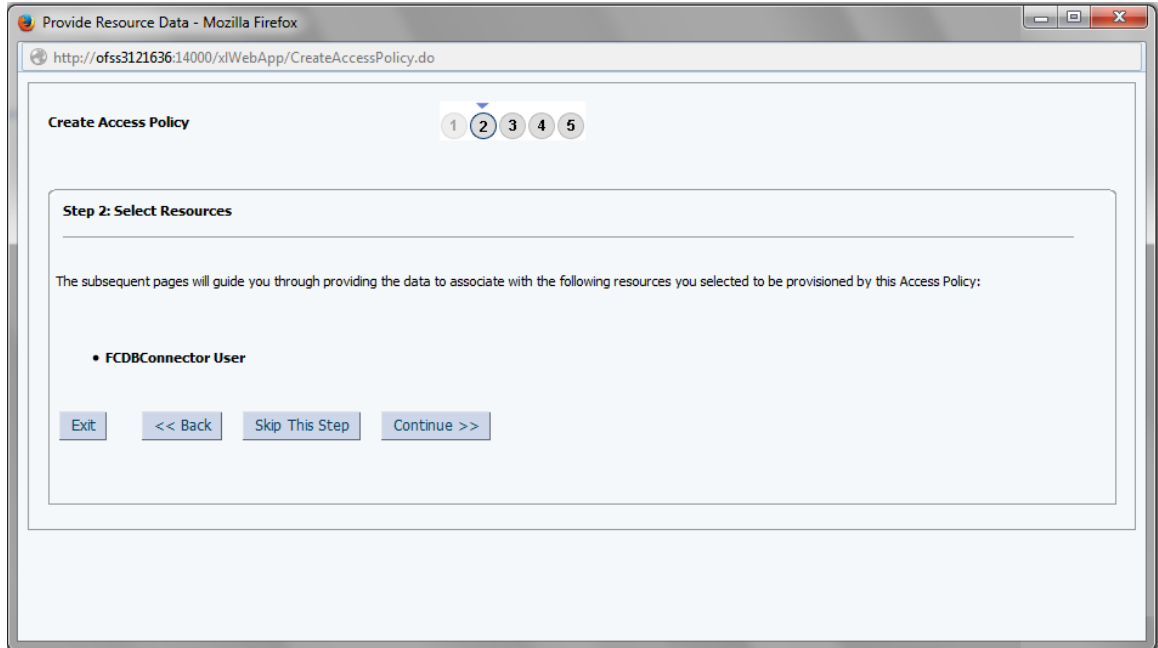 Provide Resource Data - Mozilla Firefox
http://ofss3121636:14000/xlWebApp/CreateAccessPolicy.do
Create Access Policy
1 2 3 4 5
Step 2: Select Resources
The subsequent pages will guide you through providing the data to associate with the following resources you selected to be provisioned by this Access Policy:
• FCDBConnector User
Exit << Back Skip This Step Continue >>